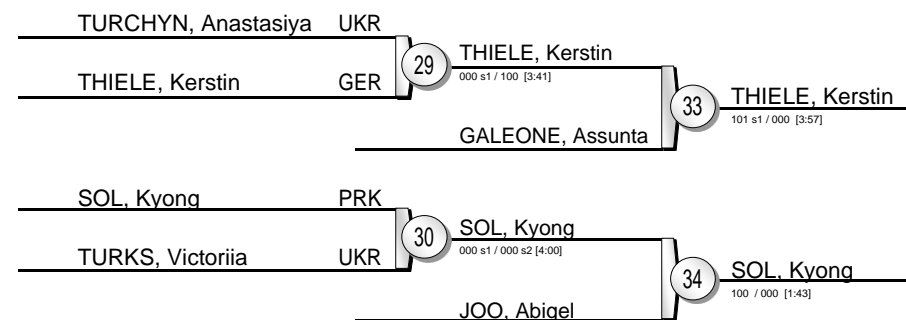 TURCHYN, Anastasiya UKR
THIELE, Kerstin GER
29
THIELE, Kerstin
000 s1 / 100 [3:41]
GALEONE, Assunta
33
THIELE, Kerstin
101 s1 / 000 [3:57]
SOL, Kyong PRK
TURKS, Victoriia UKR
30
SOL, Kyong
000 s1 / 000 s2 [4:00]
JOO, Abigel
34
SOL, Kyong
100 / 000 [1:43]